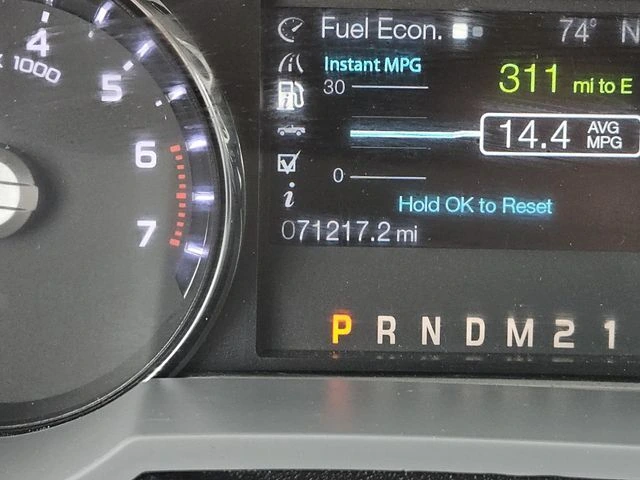 4
x 1000
5
6
7
Fuel Econ. 74° N
Instant MPG
30
311 mi to E
14.4 AVG MPG
0
Hold OK to Reset
071217.2 mi
P R N D M 2 1